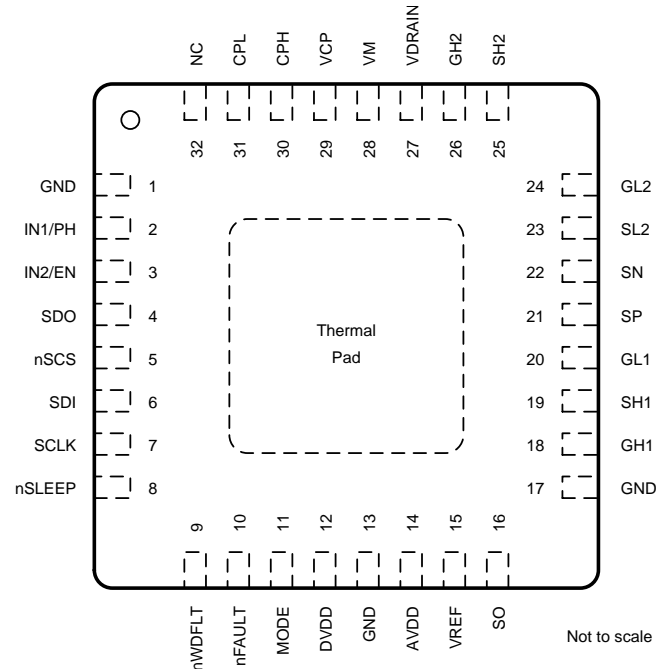 NC
CPL
CPH
VCP
VM
VDRAIN
GH2
SH2
32
31
30
29
28
27
26
25
GND 1
IN1/PH 2
IN2/EN 3
SDO 4
nSCS 5
SDI 6
SCLK 7
nSLEEP 8
Thermal
Pad
24 GL2
23 SL2
22 SN
21 SP
20 GL1
19 SH1
18 GH1
17 GND
9
10
11
12
13
14
15
16
nWDFLT
nFAULT
MODE
DVDD
GND
AVDD
VREF
SO
Not to scale